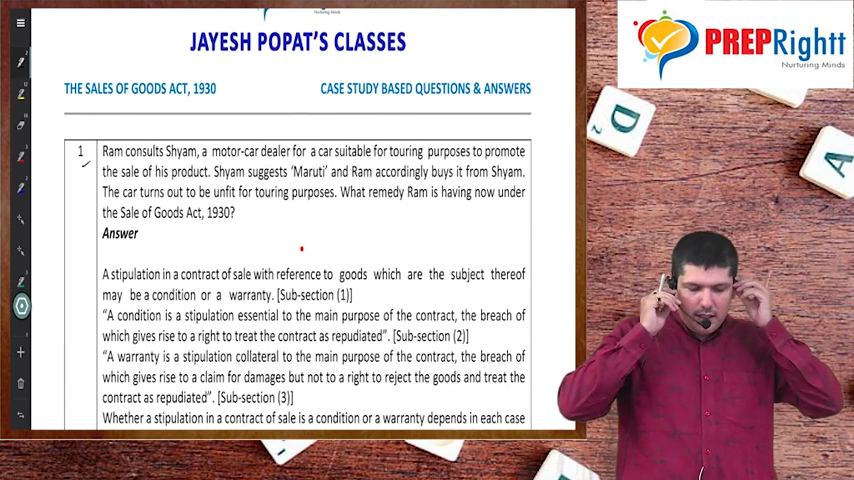 Nurturing Minds
JAYESH POPAT'S CLASSES
THE SALES OF GOODS ACT, 1930 CASE STUDY BASED QUESTIONS & ANSWERS
1 Ram consults Shyam, a motor-car dealer for a car suitable for touring purposes to promote
the sale of his product. Shyam suggests ‘Maruti’ and Ram accordingly buys it from Shyam.
The car turns out to be unfit for touring purposes. What remedy Ram is having now under
the Sale of Goods Act, 1930?
Answer
A stipulation in a contract of sale with reference to goods which are the subject thereof
may be a condition or a warranty. [Sub-section (1)]
“A condition is a stipulation essential to the main purpose of the contract, the breach of
which gives rise to a right to treat the contract as repudiated”. [Sub-section (2)]
“A warranty is a stipulation collateral to the main purpose of the contract, the breach of
which gives rise to a claim for damages but not to a right to reject the goods and treat the
contract as repudiated”. [Sub-section (3)]
Whether a stipulation in a contract of sale is a condition or a warranty depends in each case
PREPRightt
Nurturing Minds
D2
A